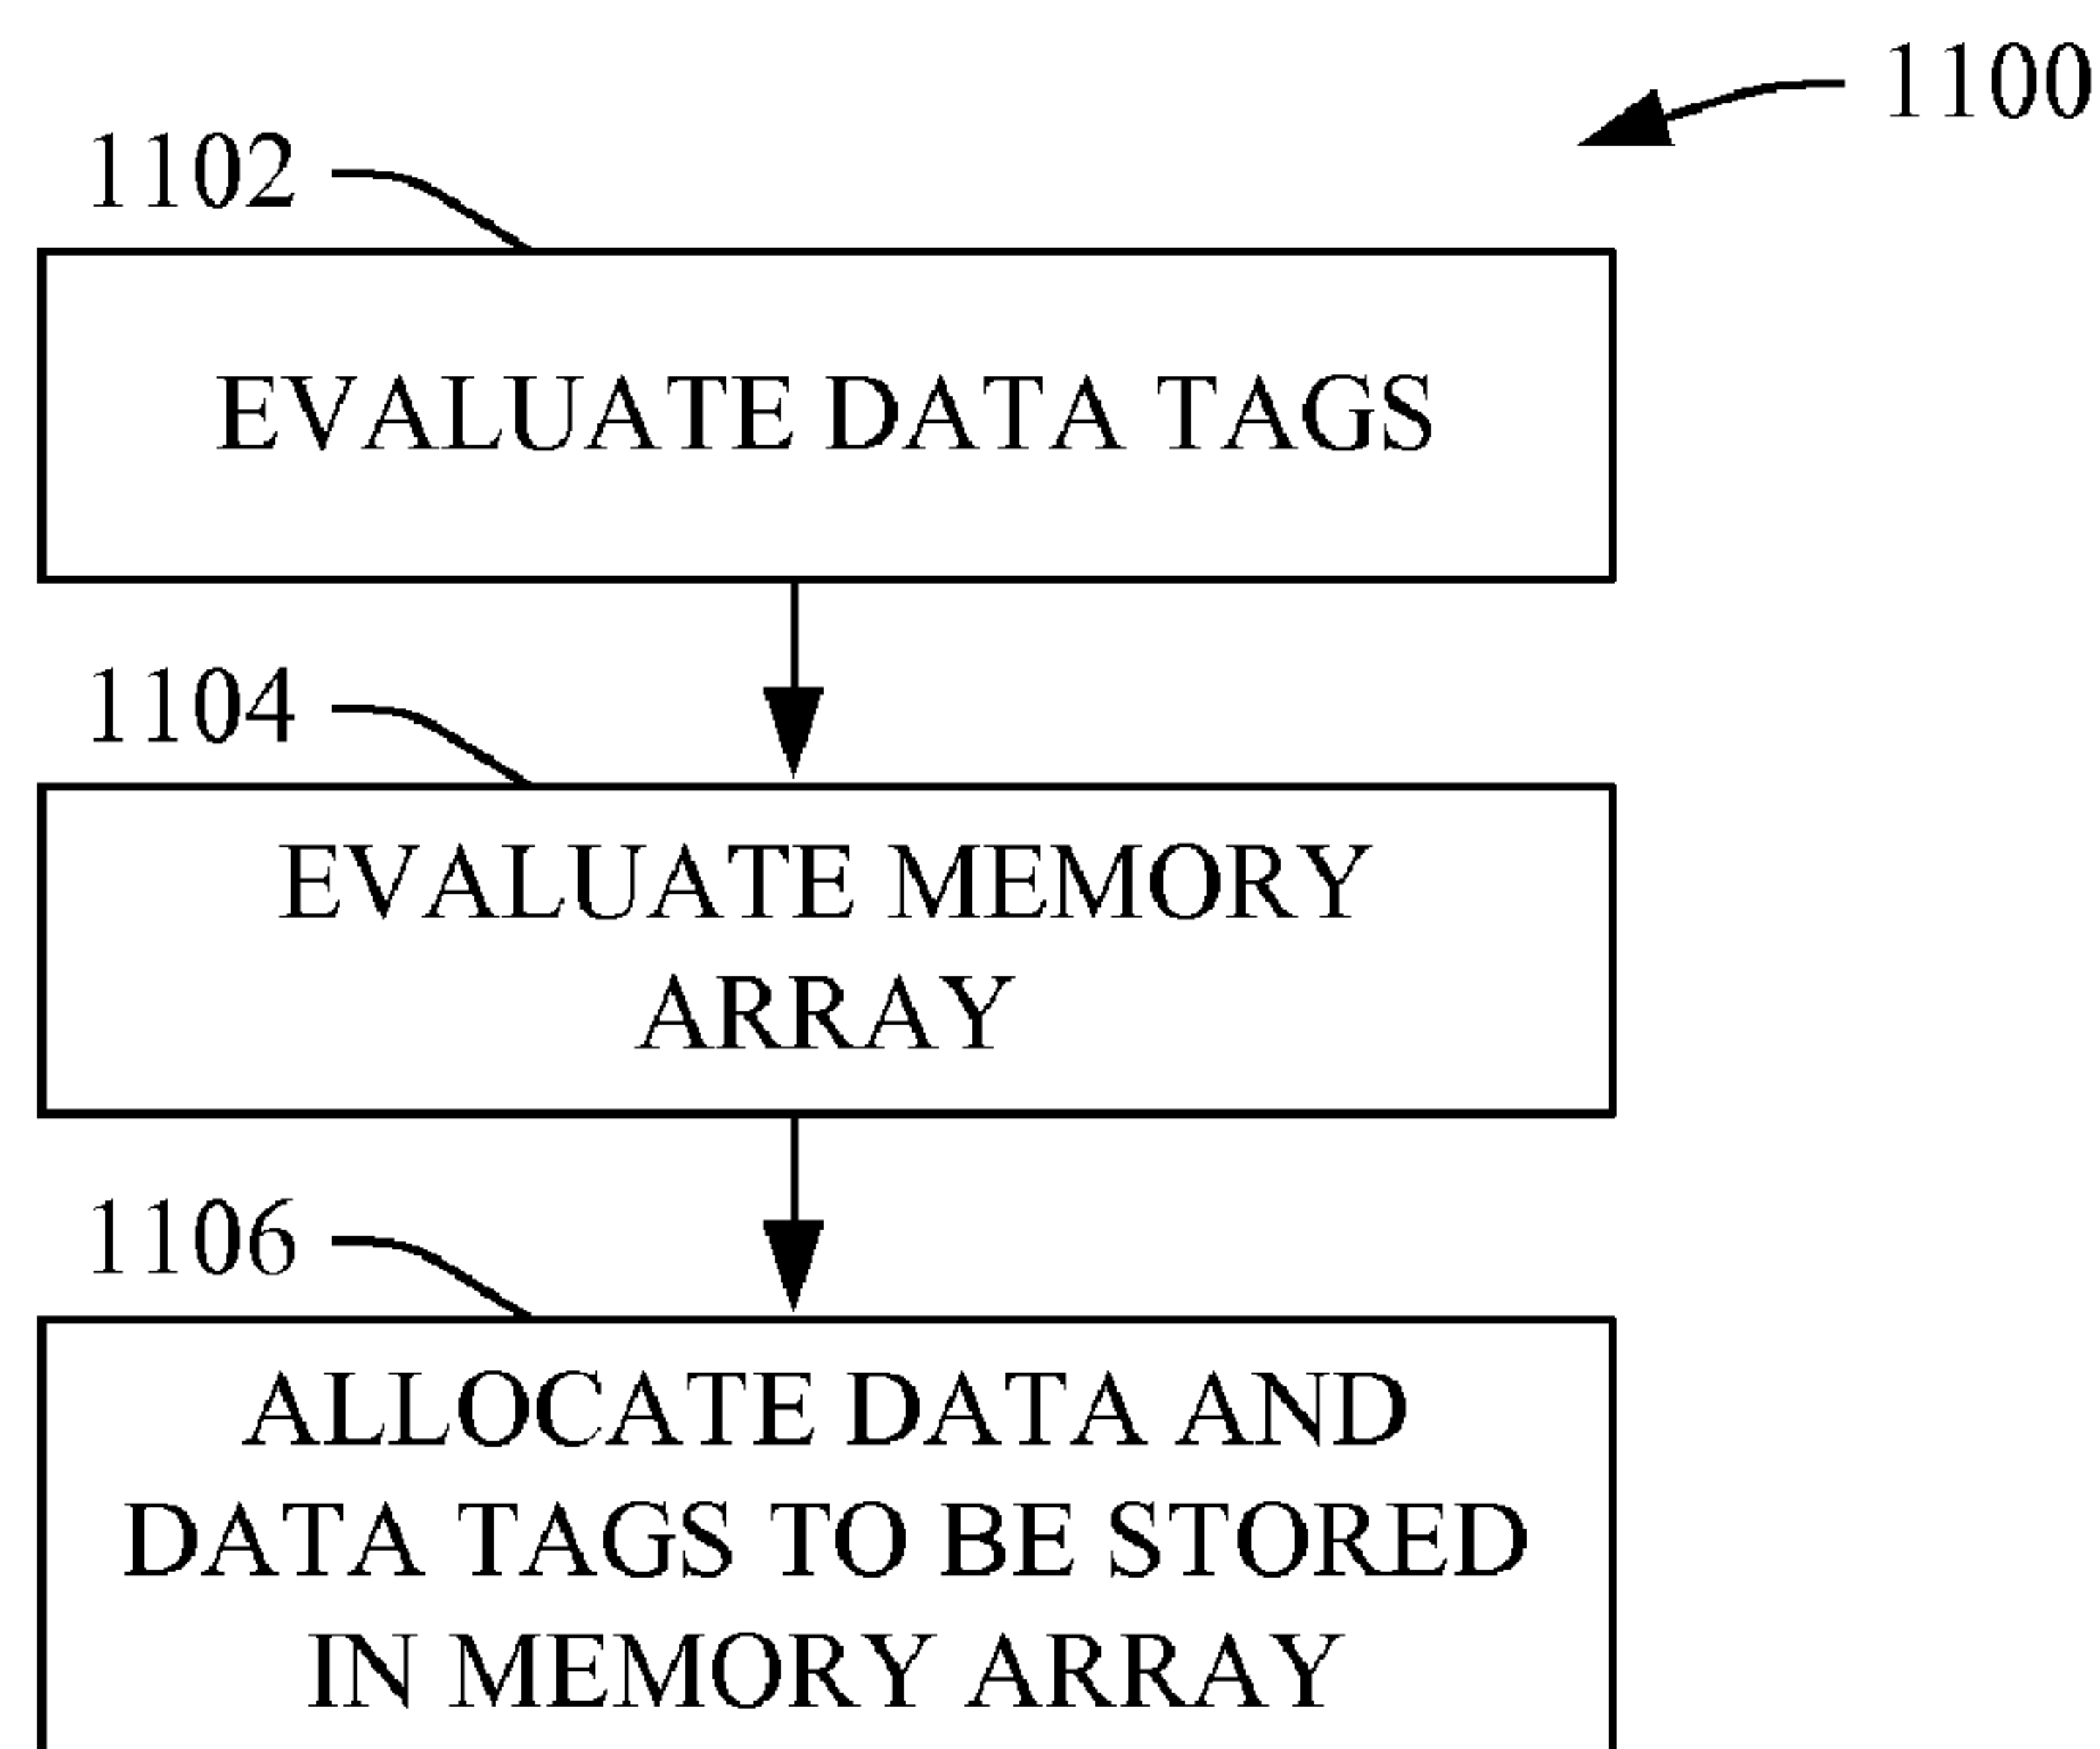 1100
1102
EVALUATE DATA TAGS
1104
EVALUATE MEMORY
ARRAY
1106
ALLOCATE DATA AND
DATA TAGS TO BE STORED
IN MEMORY ARRAY